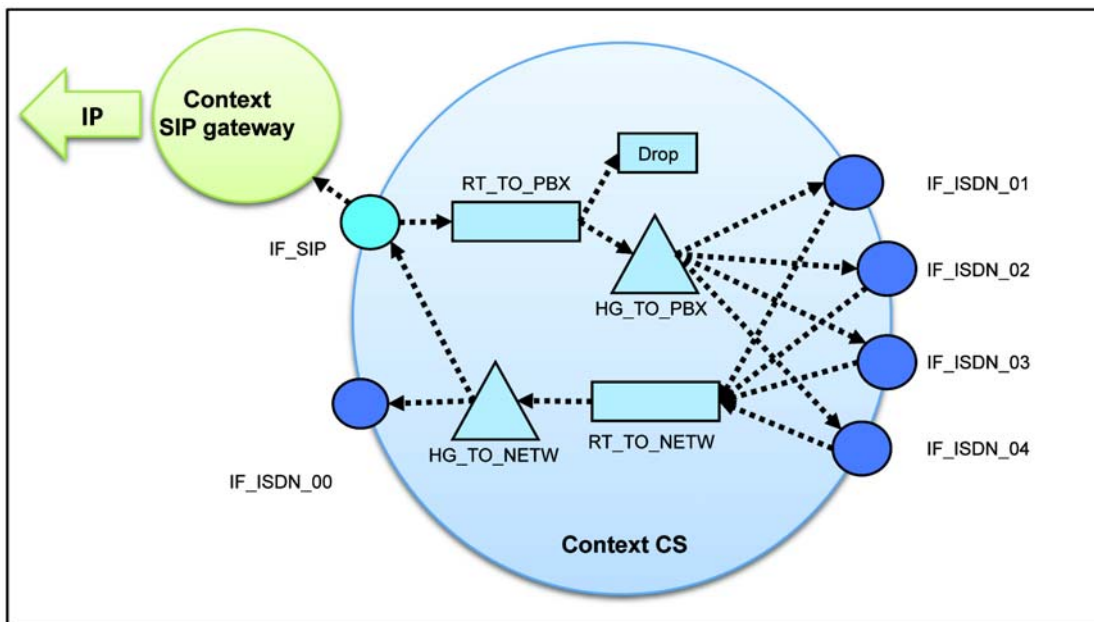 Context
SIP gateway
IP
Drop
RT_TO_PBX
IF_ISDN_01
IF_SIP
IF_ISDN_02
HG_TO_PBX
IF_ISDN_03
RT_TO_NETW
HG_TO_NETW
IF_ISDN_04
IF_ISDN_00
Context CS